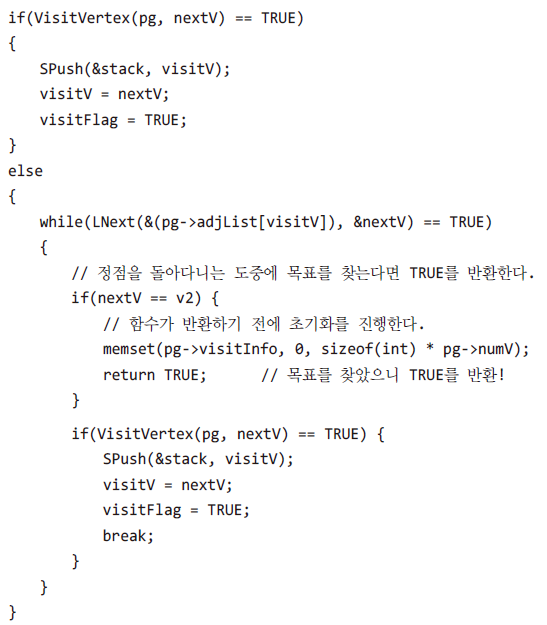 if(VisitVertex(pg, nextV) == TRUE)
{
    SPush(&stack, visitV);
    visitV = nextV;
    visitFlag = TRUE;
}
else
{
    while(LNext(&(pg->adjList[visitV]), &nextV) == TRUE)
    {
        // 정점을 돌아다니는 도중에 목표를 찾는다면 TRUE를 반환한다.
        if(nextV == v2) {
            // 함수가 반환하기 전에 초기화를 진행한다.
            memset(pg->visitInfo, 0, sizeof(int) * pg->numV);
            return TRUE;       // 목표를 찾았으니 TRUE를 반환!
        }
        if(VisitVertex(pg, nextV) == TRUE) {
            SPush(&stack, visitV);
            visitV = nextV;
            visitFlag = TRUE;
            break;
        }
    }
}